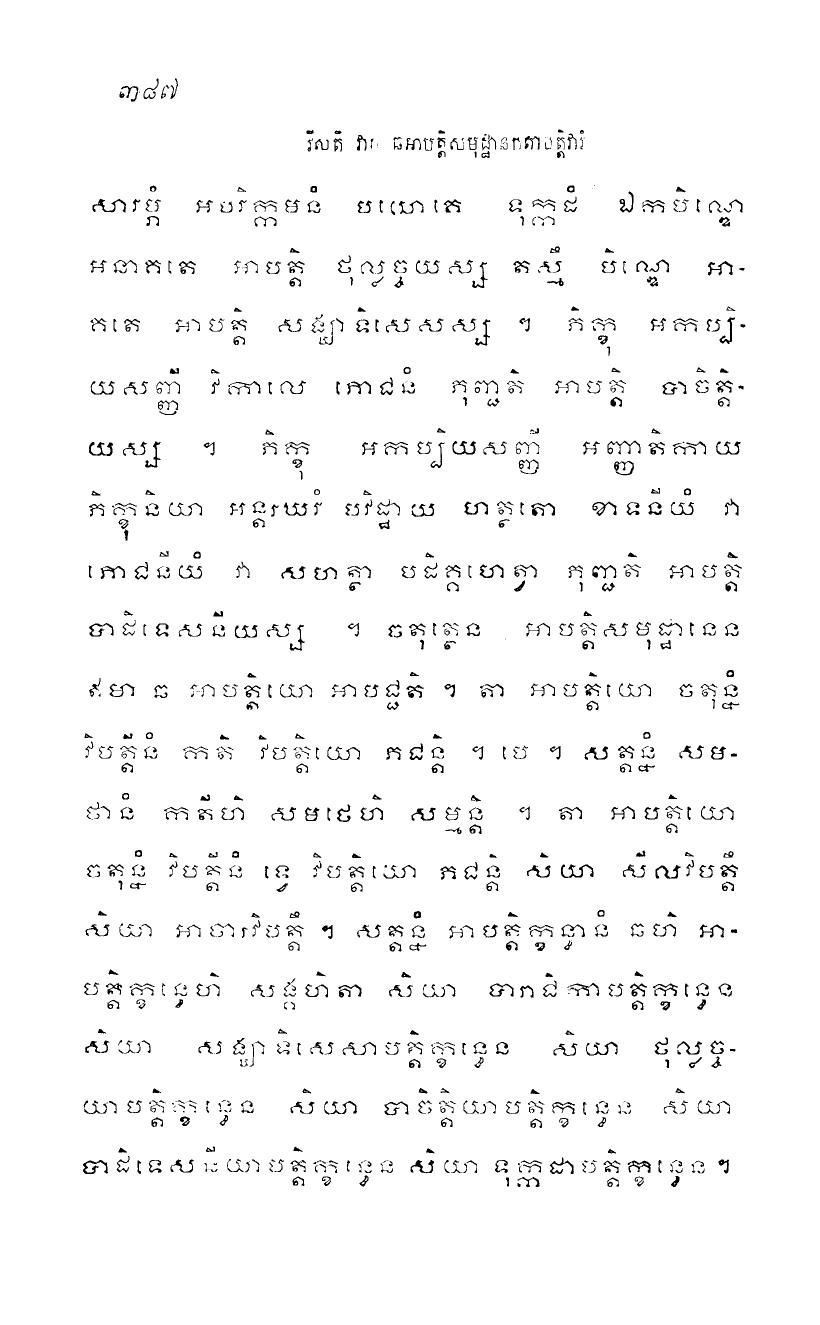 ៣៨៧
វីសតិ វារេ ឆអាបត្តិសមុដ្ឋានកតាបត្តិវារំ
សារម្ភំ អបរិក្កមនំ បយោគេ ទុក្កដំ ឯកបិណ្ឌេ
អនាគតេ អាបត្តិ ថុល្លច្ចយស្ស តស្មឹ បិណ្ឌេ អា-
គតេ អាបត្តិ សង្ឃាទិសេសស្ស ។ ភិក្ខុ អកប្បិ-
យសញ្ញី វិកាលេ ភោជនំ ភុញ្ជតិ អាបត្តិ បាចិត្តិ-
យស្ស ។ ភិក្ខុ អកប្បិយសញ្ញី អញ្ញាតិកាយ
ភិក្ខុនិយា អន្តរឃរំ បវិដ្ឋាយ ហត្ថតោ ខាទនីយំ វា
ភោជនីយំ វា សហត្ថា បដិគ្គហេត្វា ភុញ្ជតិ អាបត្តិ
បាដិទេសនីយស្ស ។ ចតុត្ថេន អាបត្តិសមុដ្ឋានេន
ឥមា ឆ អាបត្តិយោ អាបជ្ជតិ ។ តា អាបត្តិយោ ចតុន្នំ
វិបត្តីនំ កតិ វិបត្តិយោ ភជន្តិ ។ បេ ។ សត្តន្នំ សម-
ថានំ កតីហិ សមថេហិ សម្មន្តិ ។ តា អាបត្តិយោ
ចតុន្នំ វិបត្តីនំ ទ្វេ វិបត្តិយោ ភជន្តិ សិយា សីលវិបត្តឹ
សិយា អាចារវិបត្តឹ ។ សត្តន្នំ អាបត្តិក្ខន្ធានំ ឆហិ អា-
បត្តិក្ខន្ធេហិ សង្គហិតា សិយា បារាជិកាបត្តិក្ខន្ធេន
សិយា សង្ឃាទិសេសាបត្តិក្ខន្ធេន សិយា ថុល្លច្ច-
យាបត្តិក្ខន្ធេន សិយា បាចិត្តិយាបត្តិក្ខន្ធេន សិយា
បាដិទេសនីយាបត្តិក្ខន្ធេន សិយា ទុក្កដាបត្តិក្ខន្ធេន ។